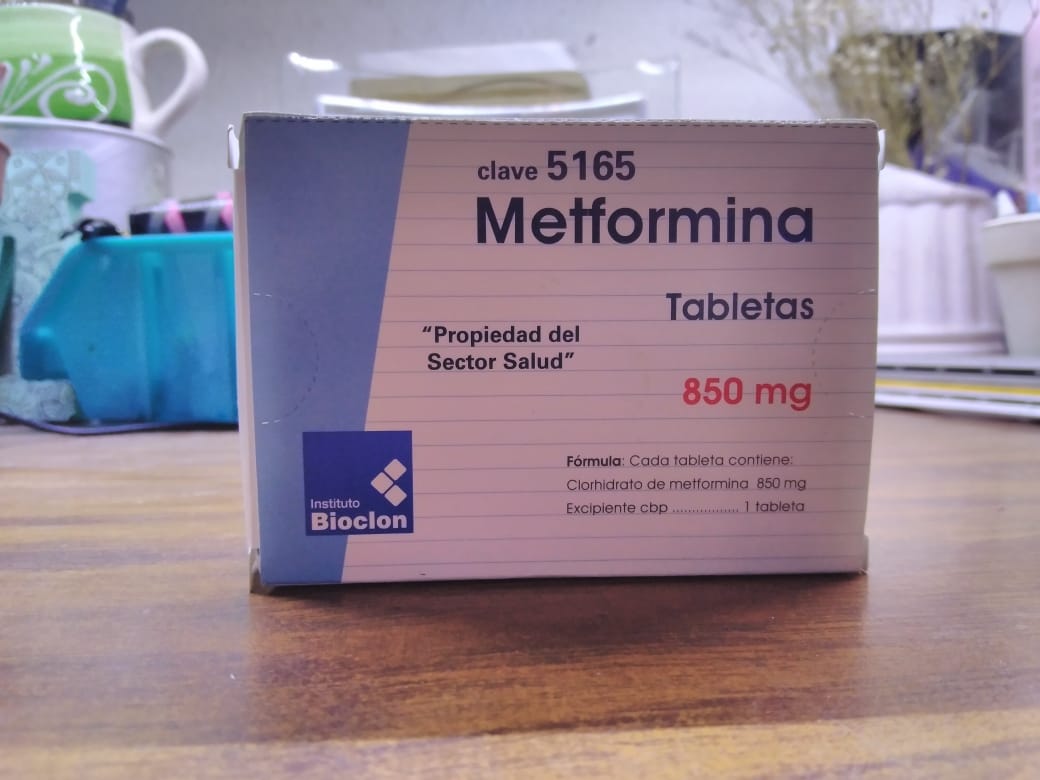 clave 5165
Metformina
Tabletas
“Propiedad del
Sector Salud”
850 mg
Fórmula: Cada tableta contiene:
Clorhidrato de metformina 850 mg
Excipiente cbp ................. 1 tableta
Instituto
Bioclon